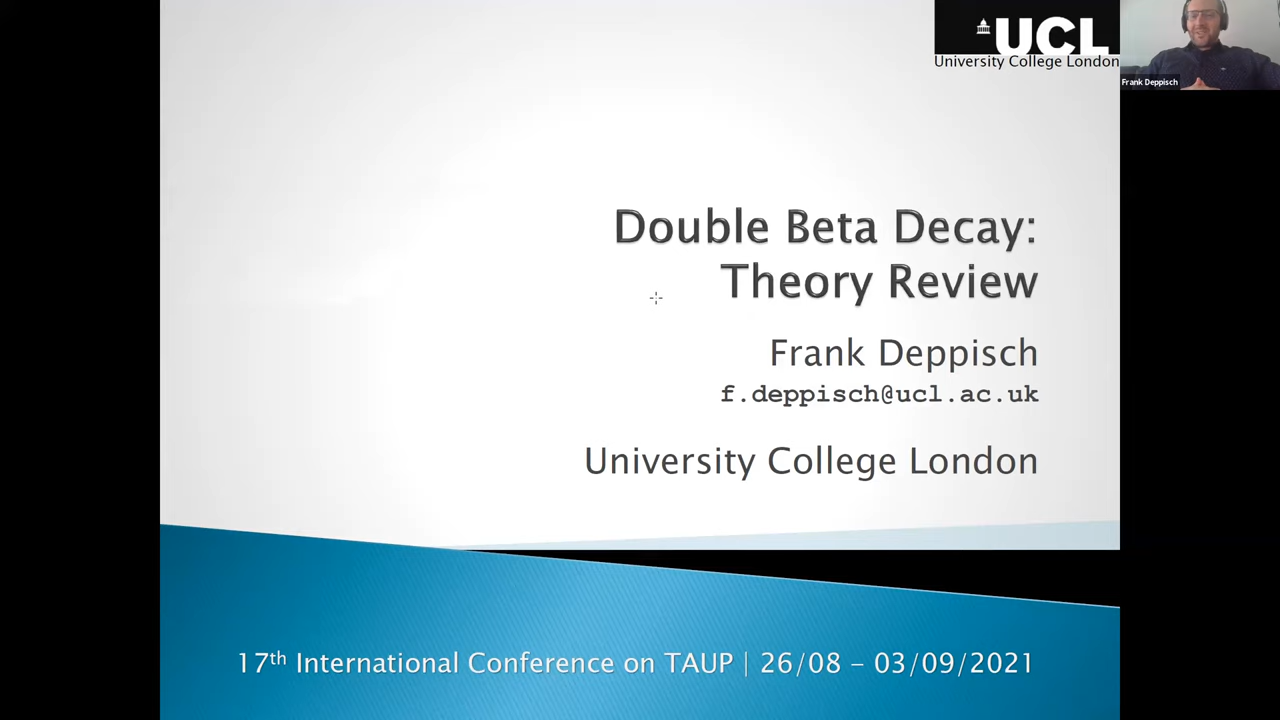 UCL
University College London
Frank Deppisch
Double Beta Decay:
Theory Review
Frank Deppisch
f.deppisch@ucl.ac.uk
University College London
17th International Conference on TAUP | 26/08 – 03/09/2021